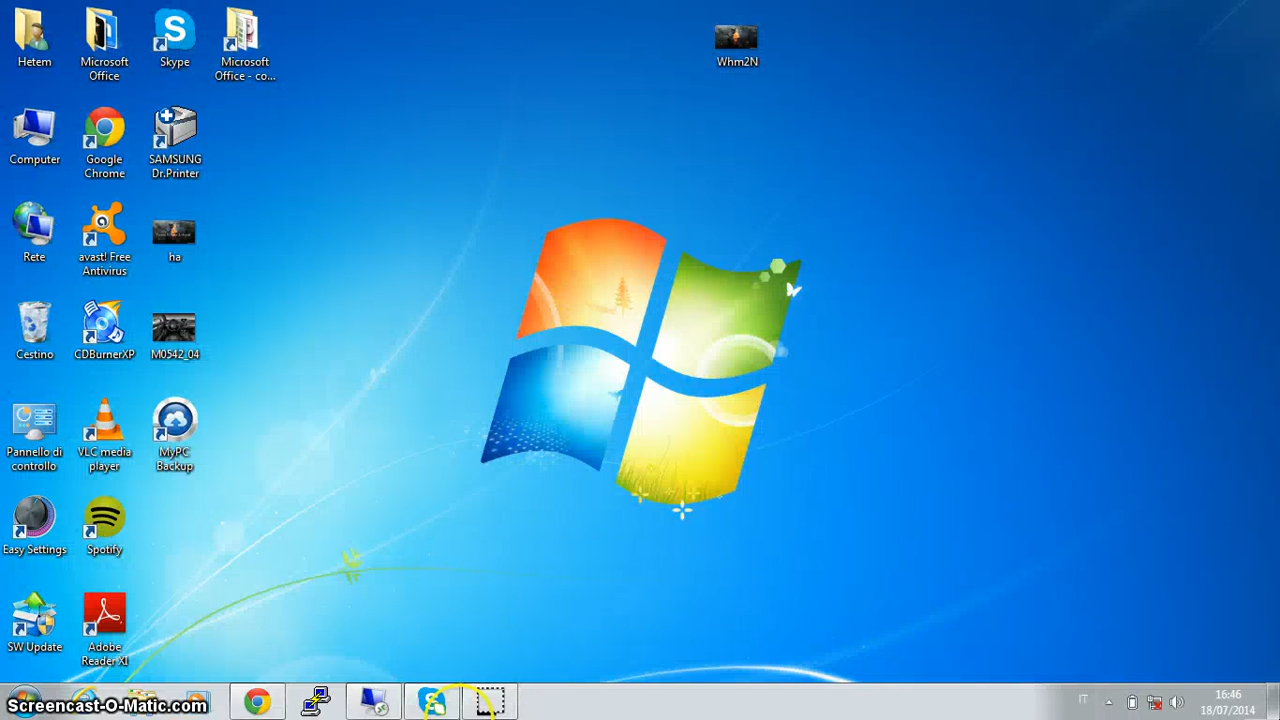 Hetem
Microsoft
Office
Skype
Microsoft
Office - co...
Whm2N
Computer
Google
Chrome
SAMSUNG
Dr.Printer
Rete
avast! Free
Antivirus
ha
Cestino
CDBurnerXP
M0542_04
Pannello di
controllo
VLC media
player
MyPC
Backup
Easy Settings
Spotify
SW Update
Adobe
Reader XI
Screencast-O-Matic.com
IT
16:46
18/07/2014